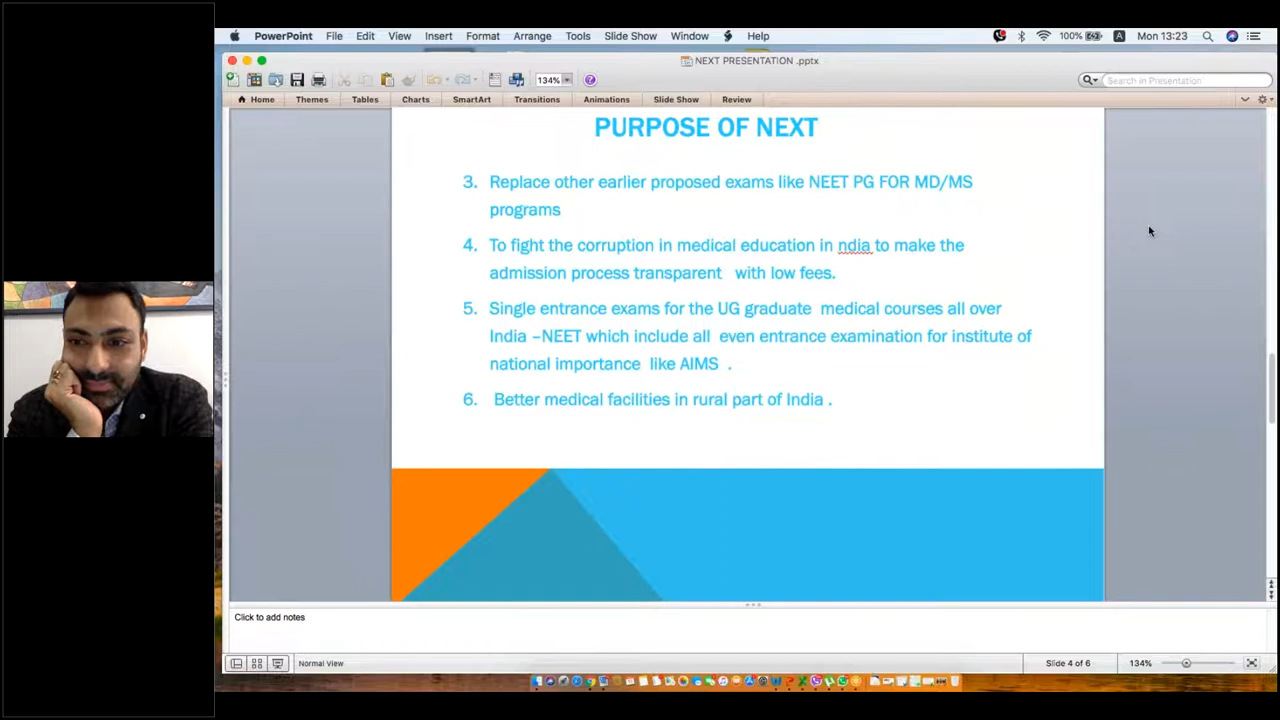 PowerPoint File Edit View Insert Format Arrange Tools Slide Show Window Help 100% A Mon 13:23
NEXT PRESENTATION .pptx
134% Search in Presentation
Home Themes Tables Charts SmartArt Transitions Animations Slide Show Review
PURPOSE OF NEXT
3. Replace other earlier proposed exams like NEET PG FOR MD/MS
programs
4. To fight the corruption in medical education in ndia to make the
admission process transparent with low fees.
5. Single entrance exams for the UG graduate medical courses all over
India –NEET which include all even entrance examination for institute of
national importance like AIMS .
6. Better medical facilities in rural part of India .
Click to add notes
Normal View Slide 4 of 6 134%